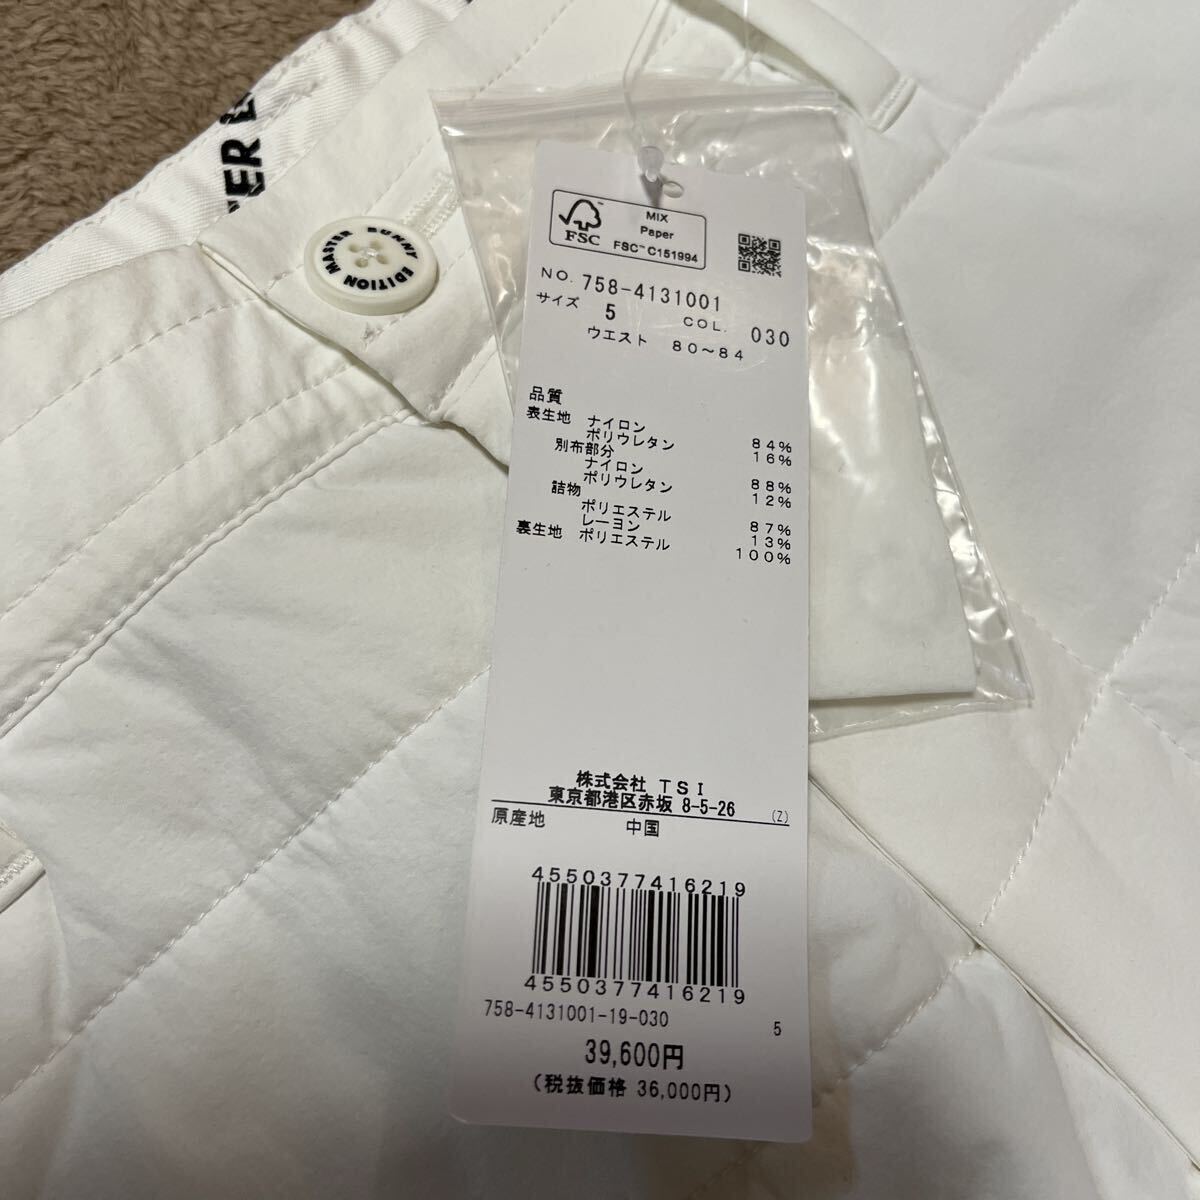 TER E
MASTER BUNNY EDITION
FSC
MIX
Paper
FSC™ C151994
NO. 758-4131001
サイズ 5 COL. 030
ウエスト 80～84
品質
表生地 ナイロン 84%
ポリウレタン 16%
別布部分
ナイロン 88%
ポリウレタン 12%
詰物
ポリエステル 87%
レーヨン 13%
裏生地 ポリエステル 100%
株式会社 TSI
東京都港区赤坂 8-5-26 (Z)
原産地 中国
4550377416219
4550377416219
758-4131001-19-030 5
39,600円
(税抜価格 36,000円)